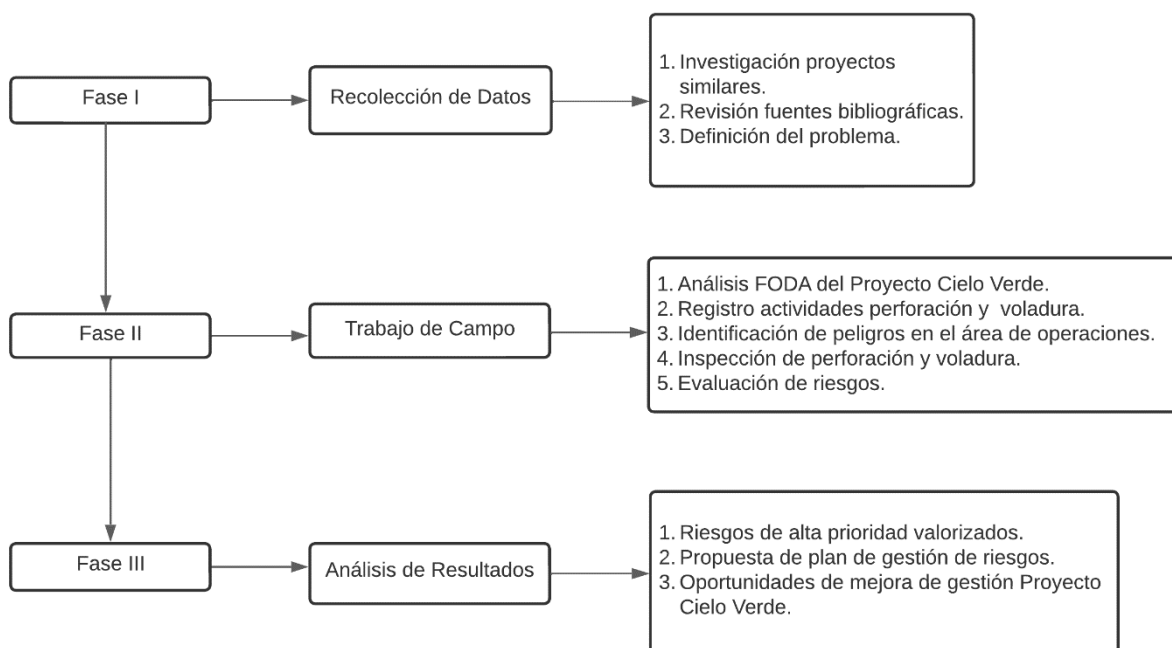 Fase I
Recolección de Datos
1. Investigación proyectos
similares.
2. Revisión fuentes bibliográficas.
3. Definición del problema.
Fase II
Trabajo de Campo
1. Análisis FODA del Proyecto Cielo Verde.
2. Registro actividades perforación y voladura.
3. Identificación de peligros en el área de operaciones.
4. Inspección de perforación y voladura.
5. Evaluación de riesgos.
Fase III
Análisis de Resultados
1. Riesgos de alta prioridad valorizados.
2. Propuesta de plan de gestión de riesgos.
3. Oportunidades de mejora de gestión Proyecto
Cielo Verde.